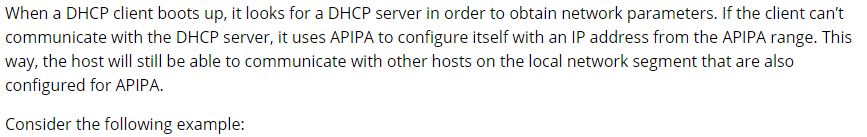 When a DHCP client boots up, it looks for a DHCP server in order to obtain network parameters. If the client can't
communicate with the DHCP server, it uses APIPA to configure itself with an IP address from the APIPA range. This
way, the host will still be able to communicate with other hosts on the local network segment that are also
configured for APIPA.
Consider the following example: